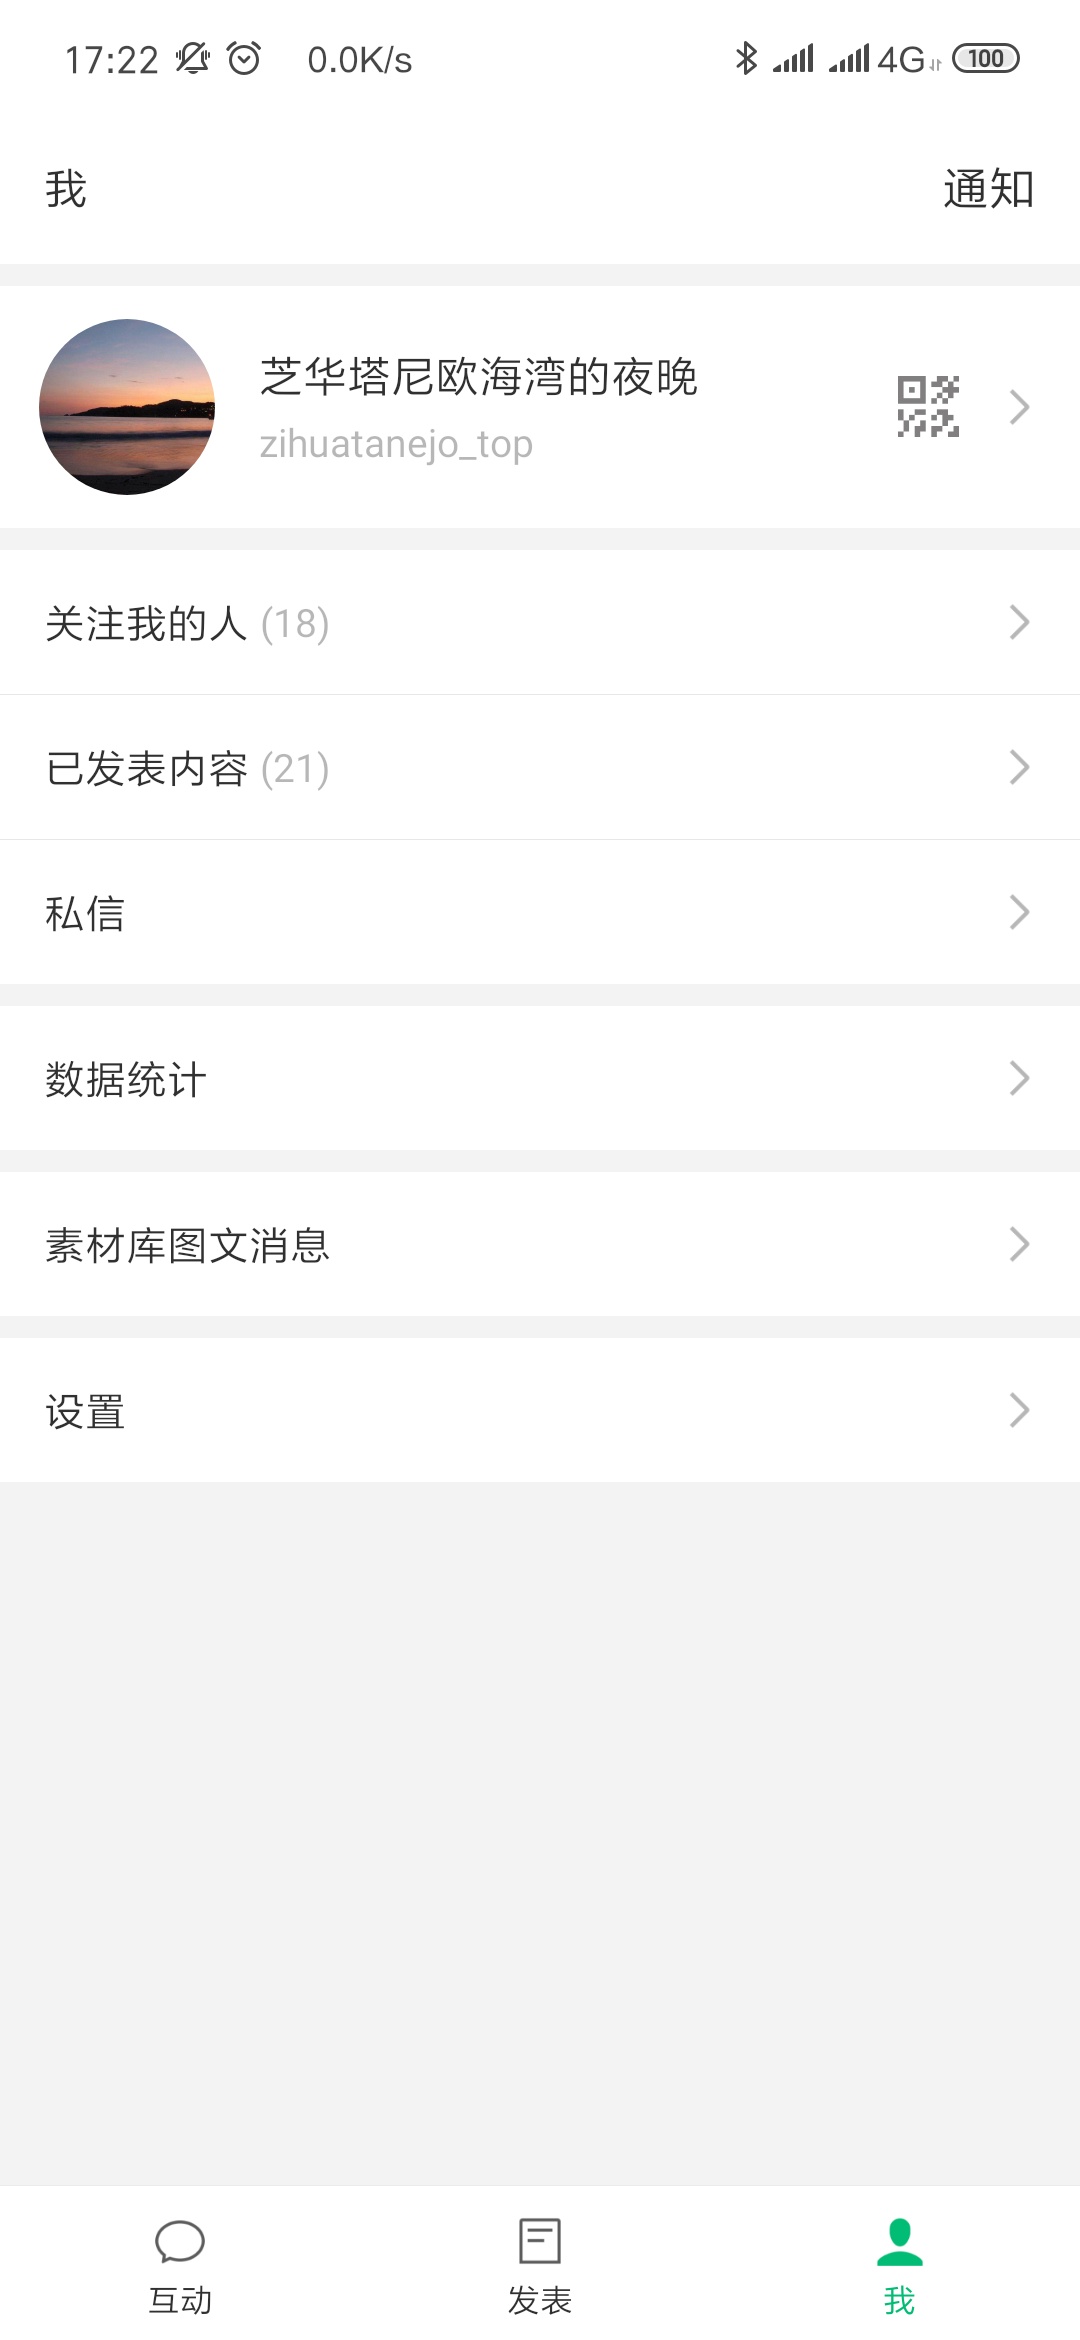 17:22 0.0K/s 4G 100
我 通知
芝华塔尼欧海湾的夜晚
zihuatanejo_top
关注我的人 (18)
已发表内容 (21)
私信
数据统计
素材库图文消息
设置
互动 发表 我